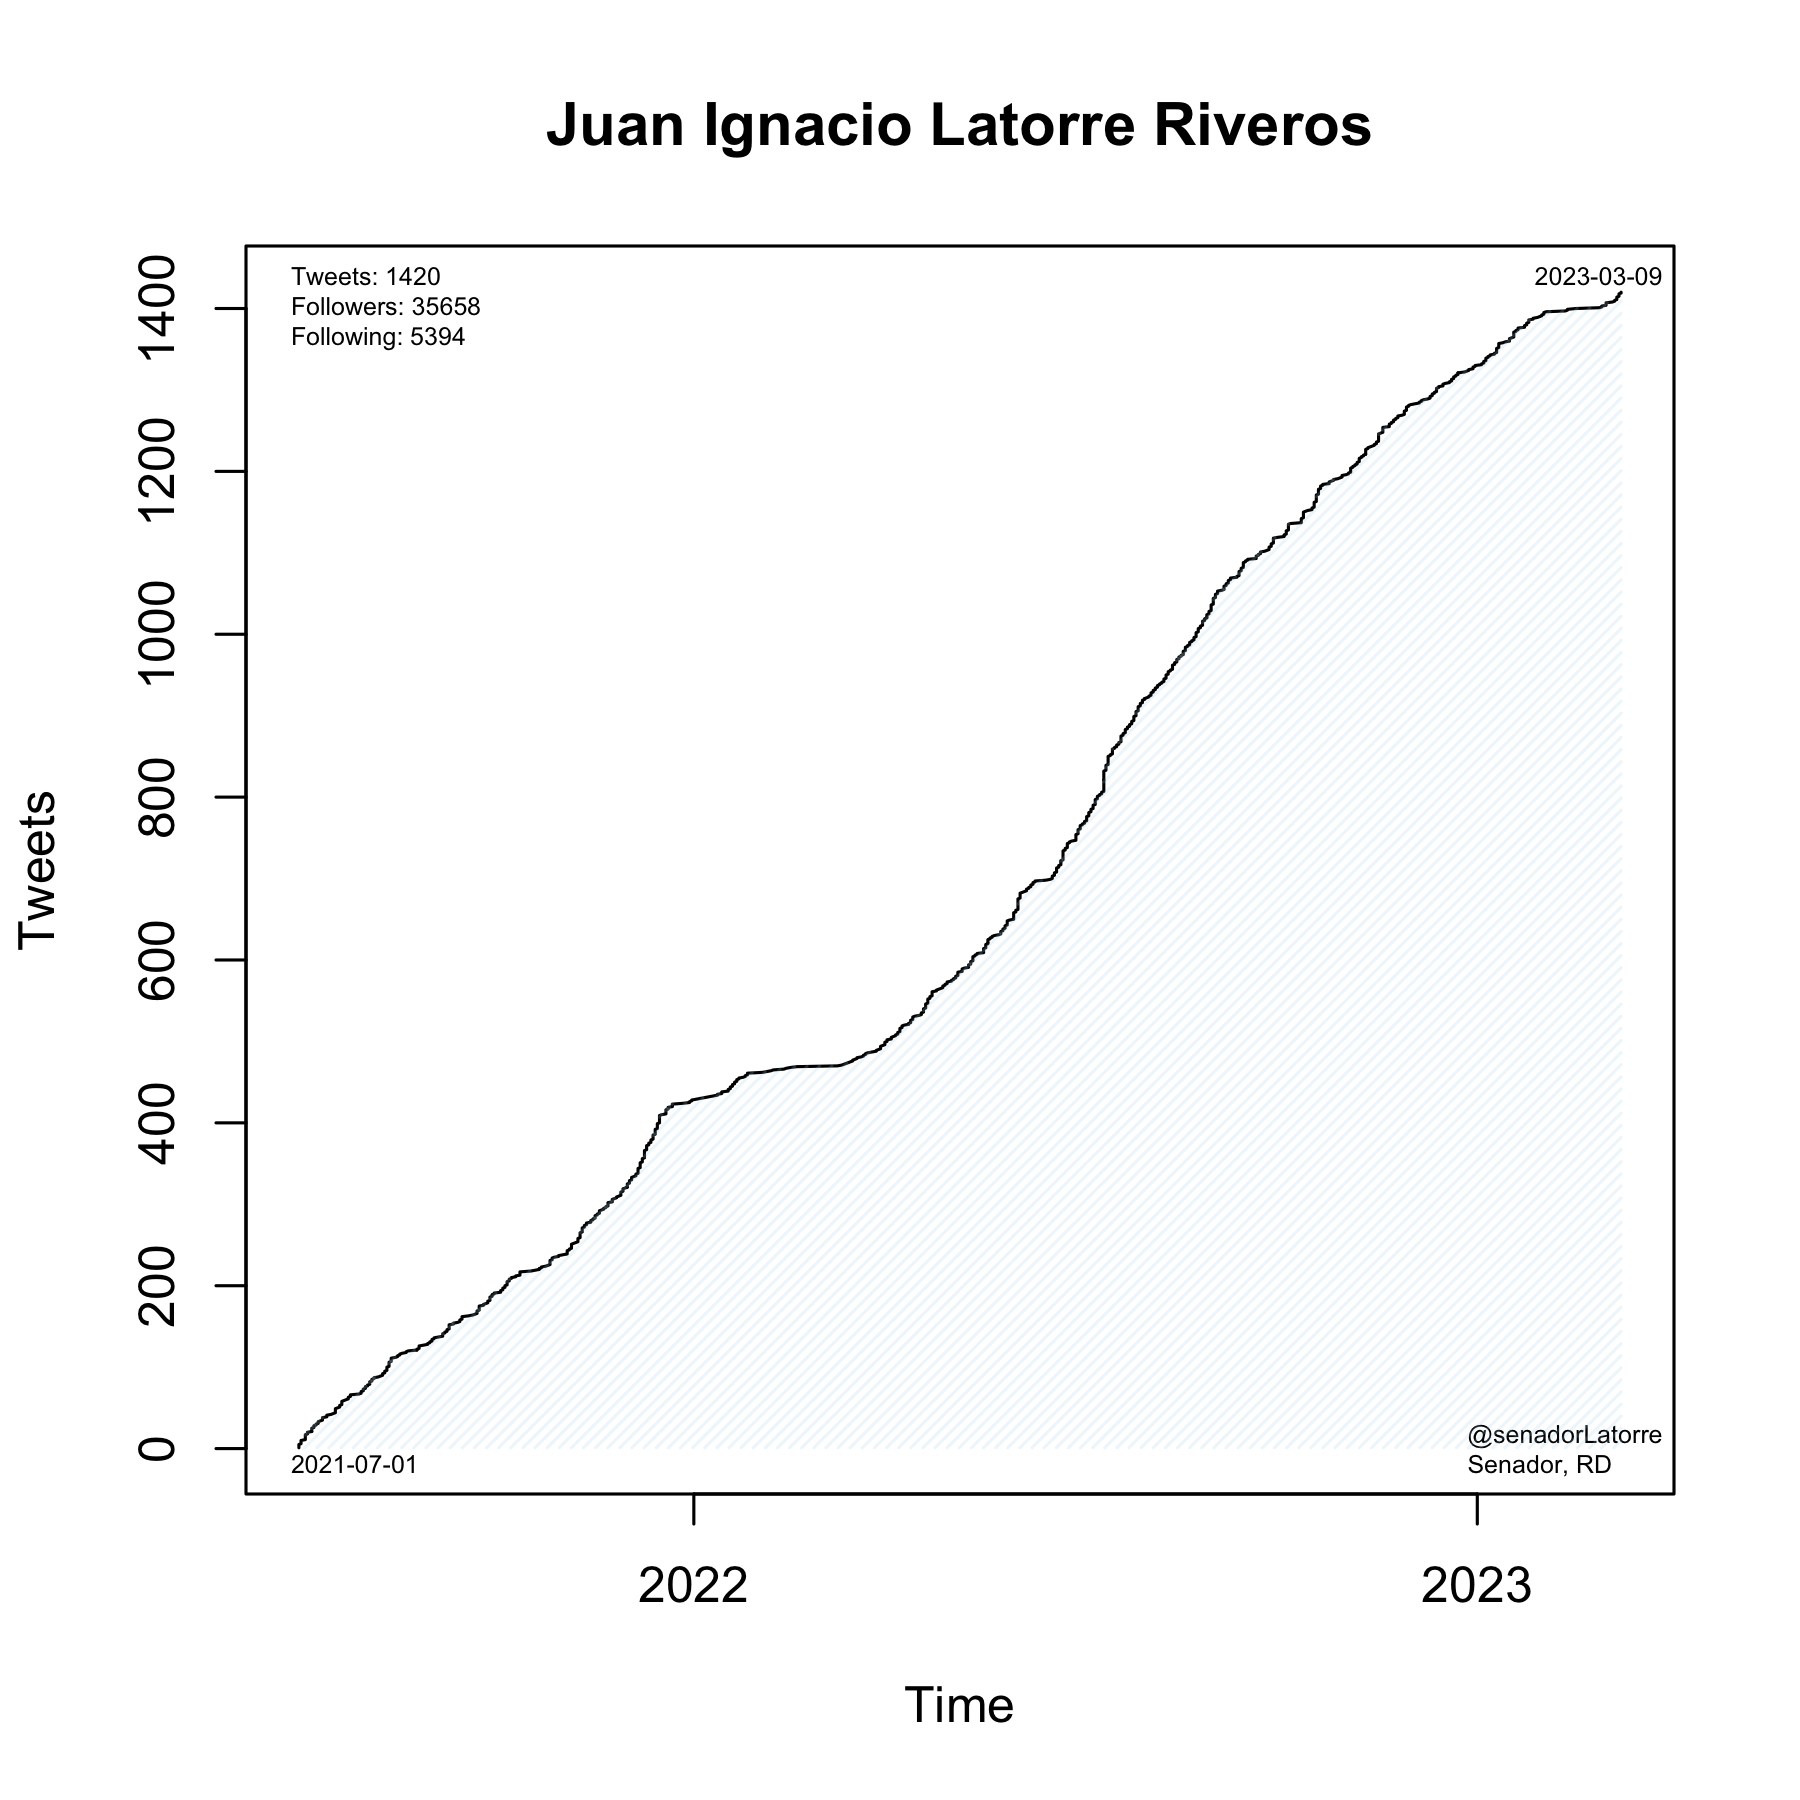 Juan Ignacio Latorre Riveros
Tweets: 1420
Followers: 35658
Following: 5394
2023-03-09
1400
1200
1000
800
600
400
200
0
Tweets
2021-07-01
@senadorLatorre
Senador, RD
2022
2023
Time